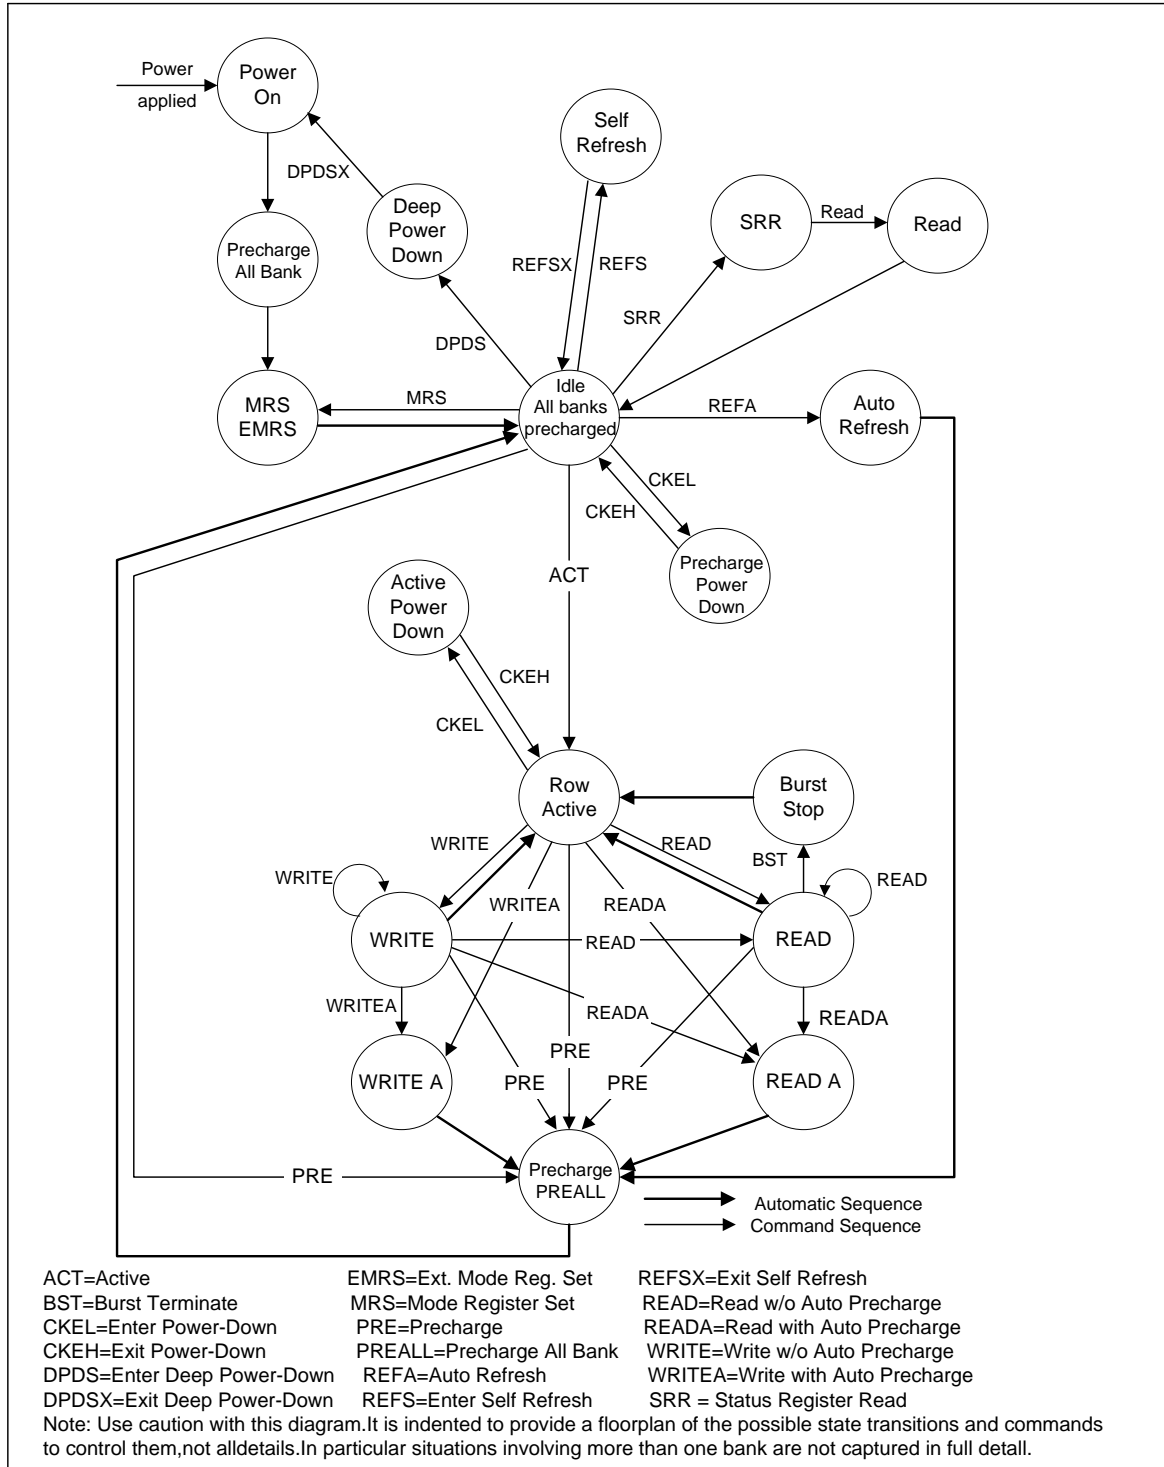 Power
applied
Power
On
Self
Refresh
DPDSX
Deep
Power
Down
SRR
Read
Read
Precharge
All Bank
REFSX
REFS
SRR
DPDS
MRS
EMRS
MRS
Idle
All banks
precharged
REFA
Auto
Refresh
CKEL
CKEH
Precharge
Power
Down
ACT
Active
Power
Down
CKEH
CKEL
Row
Active
Burst
Stop
WRITE
READ
BST
WRITE
READ
WRITEA
READA
WRITE
READ
READ
WRITEA
READA
READA
PRE
WRITE A
PRE
PRE
READ A
PRE
Precharge
PREALL
Automatic Sequence
Command Sequence
ACT=Active EMRS=Ext. Mode Reg. Set REFSX=Exit Self Refresh
BST=Burst Terminate MRS=Mode Register Set READ=Read w/o Auto Precharge
CKEL=Enter Power-Down PRE=Precharge READA=Read with Auto Precharge
CKEH=Exit Power-Down PREALL=Precharge All Bank WRITE=Write w/o Auto Precharge
DPDS=Enter Deep Power-Down REFA=Auto Refresh WRITEA=Write with Auto Precharge
DPDSX=Exit Deep Power-Down REFS=Enter Self Refresh SRR = Status Register Read
Note: Use caution with this diagram.It is indented to provide a floorplan of the possible state transitions and commands
to control them,not alldetails.In particular situations involving more than one bank are not captured in full detall.